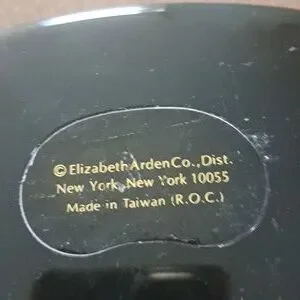 © Elizabeth Arden Co., Dist.
New York, New York 10055
Made in Taiwan (R.O.C.)